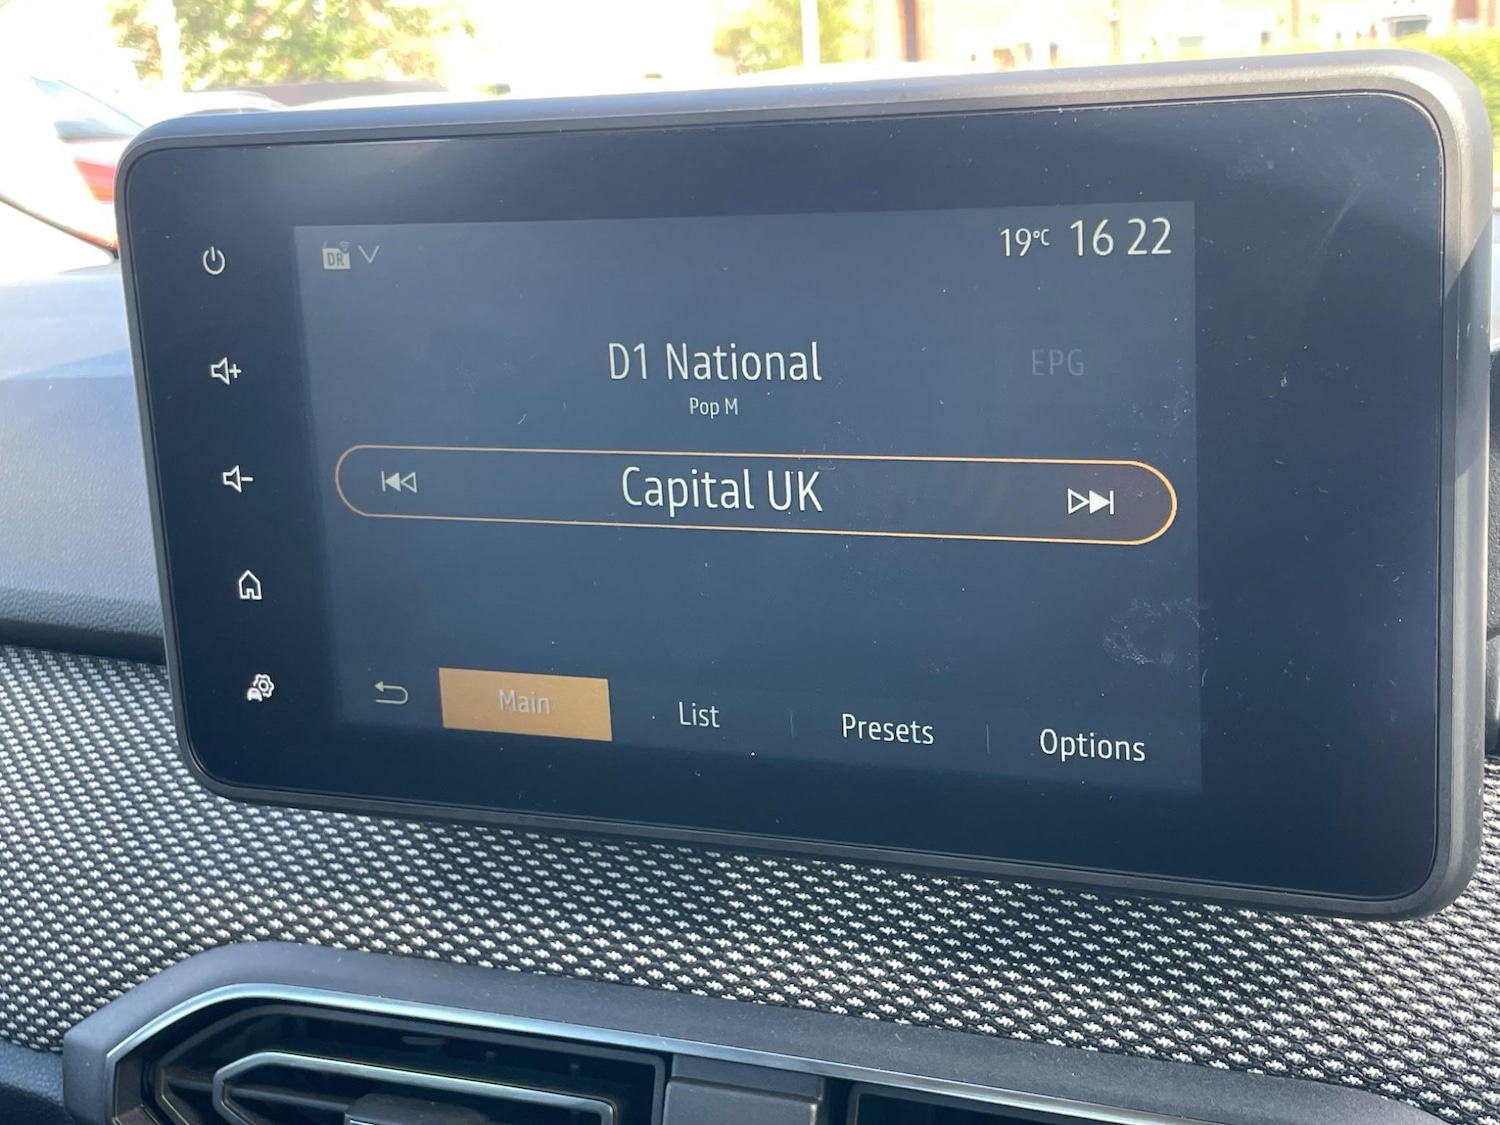 DR
19°C 16 22
D1 National
EPG
Pop M
Capital UK
Main
List
Presets
Options